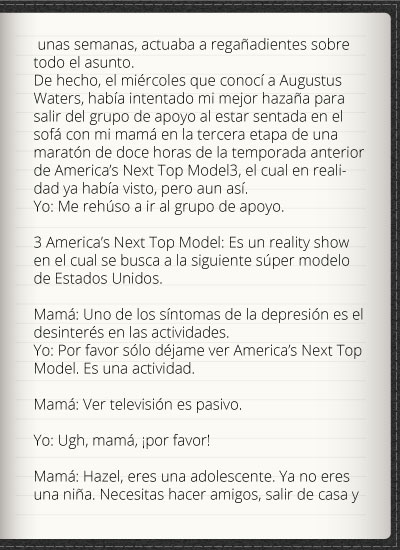 unas semanas, actuaba a regañadientes sobre
todo el asunto.
De hecho, el miércoles que conocí a Augustus
Waters, había intentado mi mejor hazaña para
salir del grupo de apoyo al estar sentada en el
sofá con mi mamá en la tercera etapa de una
maratón de doce horas de la temporada anterior
de America’s Next Top Model3, el cual en reali-
dad ya había visto, pero aun así.
Yo: Me rehúso a ir al grupo de apoyo.
3 America’s Next Top Model: Es un reality show
en el cual se busca a la siguiente súper modelo
de Estados Unidos.
Mamá: Uno de los síntomas de la depresión es el
desinterés en las actividades.
Yo: Por favor sólo déjame ver America’s Next Top
Model. Es una actividad.
Mamá: Ver televisión es pasivo.
Yo: Ugh, mamá, ¡por favor!
Mamá: Hazel, eres una adolescente. Ya no eres
una niña. Necesitas hacer amigos, salir de casa y